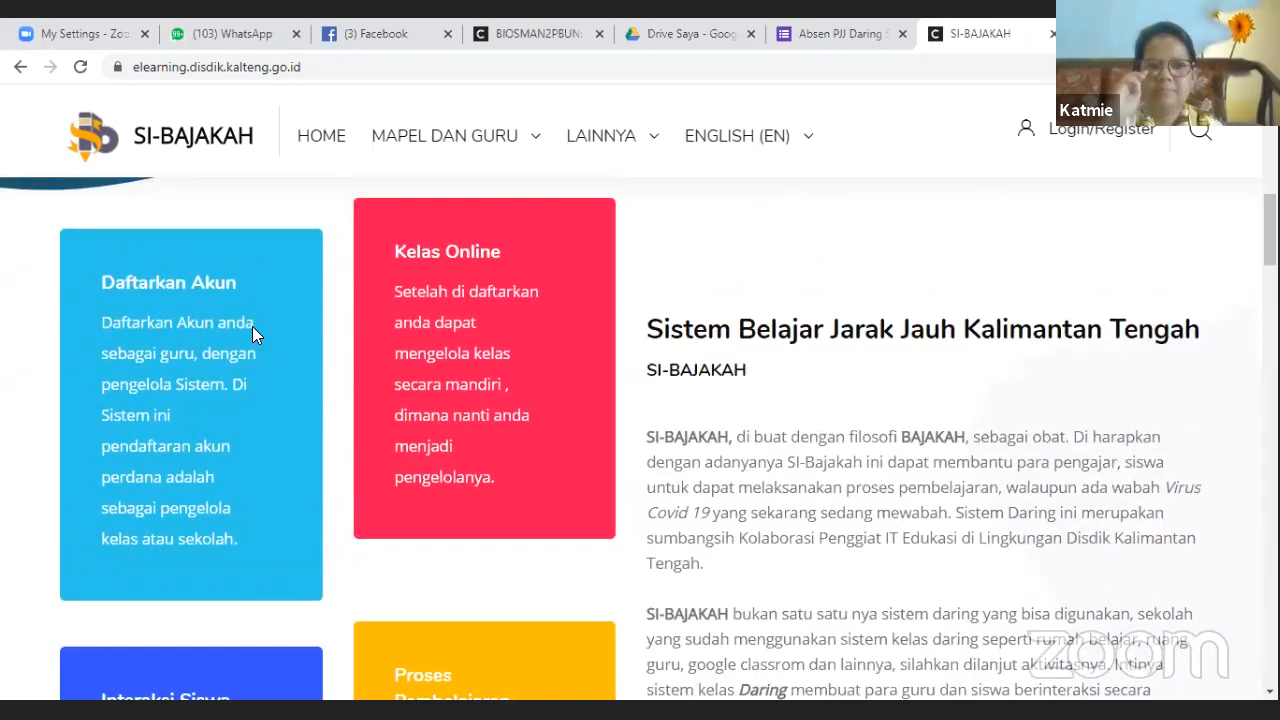 My Settings - Zoo
(103) WhatsApp
(3) Facebook
BIOSMAN2PBUN
Drive Saya - Goog
Absen PJJ Daring S
SI-BAJAKAH
elearning.disdik.kalteng.go.id
Katmie
SI-BAJAKAH
HOME
MAPEL DAN GURU
LAINNYA
ENGLISH (EN)
Login/Register
Daftarkan Akun
Daftarkan Akun anda
sebagai guru, dengan
pengelola Sistem. Di
Sistem ini
pendaftaran akun
perdana adalah
sebagai pengelola
kelas atau sekolah.
Kelas Online
Setelah di daftarkan
anda dapat
mengelola kelas
secara mandiri ,
dimana nanti anda
menjadi
pengelolanya.
Interaksi Siswa
Proses
Pembelajaran
Sistem Belajar Jarak Jauh Kalimantan Tengah
SI-BAJAKAH
SI-BAJAKAH, di buat dengan filosofi BAJAKAH, sebagai obat. Di harapkan
dengan adanyanya SI-Bajakah ini dapat membantu para pengajar, siswa
untuk dapat melaksanakan proses pembelajaran, walaupun ada wabah Virus
Covid 19 yang sekarang sedang mewabah. Sistem Daring ini merupakan
sumbangsih Kolaborasi Penggiat IT Edukasi di Lingkungan Disdik Kalimantan
Tengah.
SI-BAJAKAH bukan satu satu nya sistem daring yang bisa digunakan, sekolah
yang sudah menggunakan sistem kelas daring seperti rumah belajar, ruang
guru, google classrom dan lainnya, silahkan dilanjut aktivitasnya. Intinya
sistem kelas Daring membuat para guru dan siswa berinteraksi secara
zoom